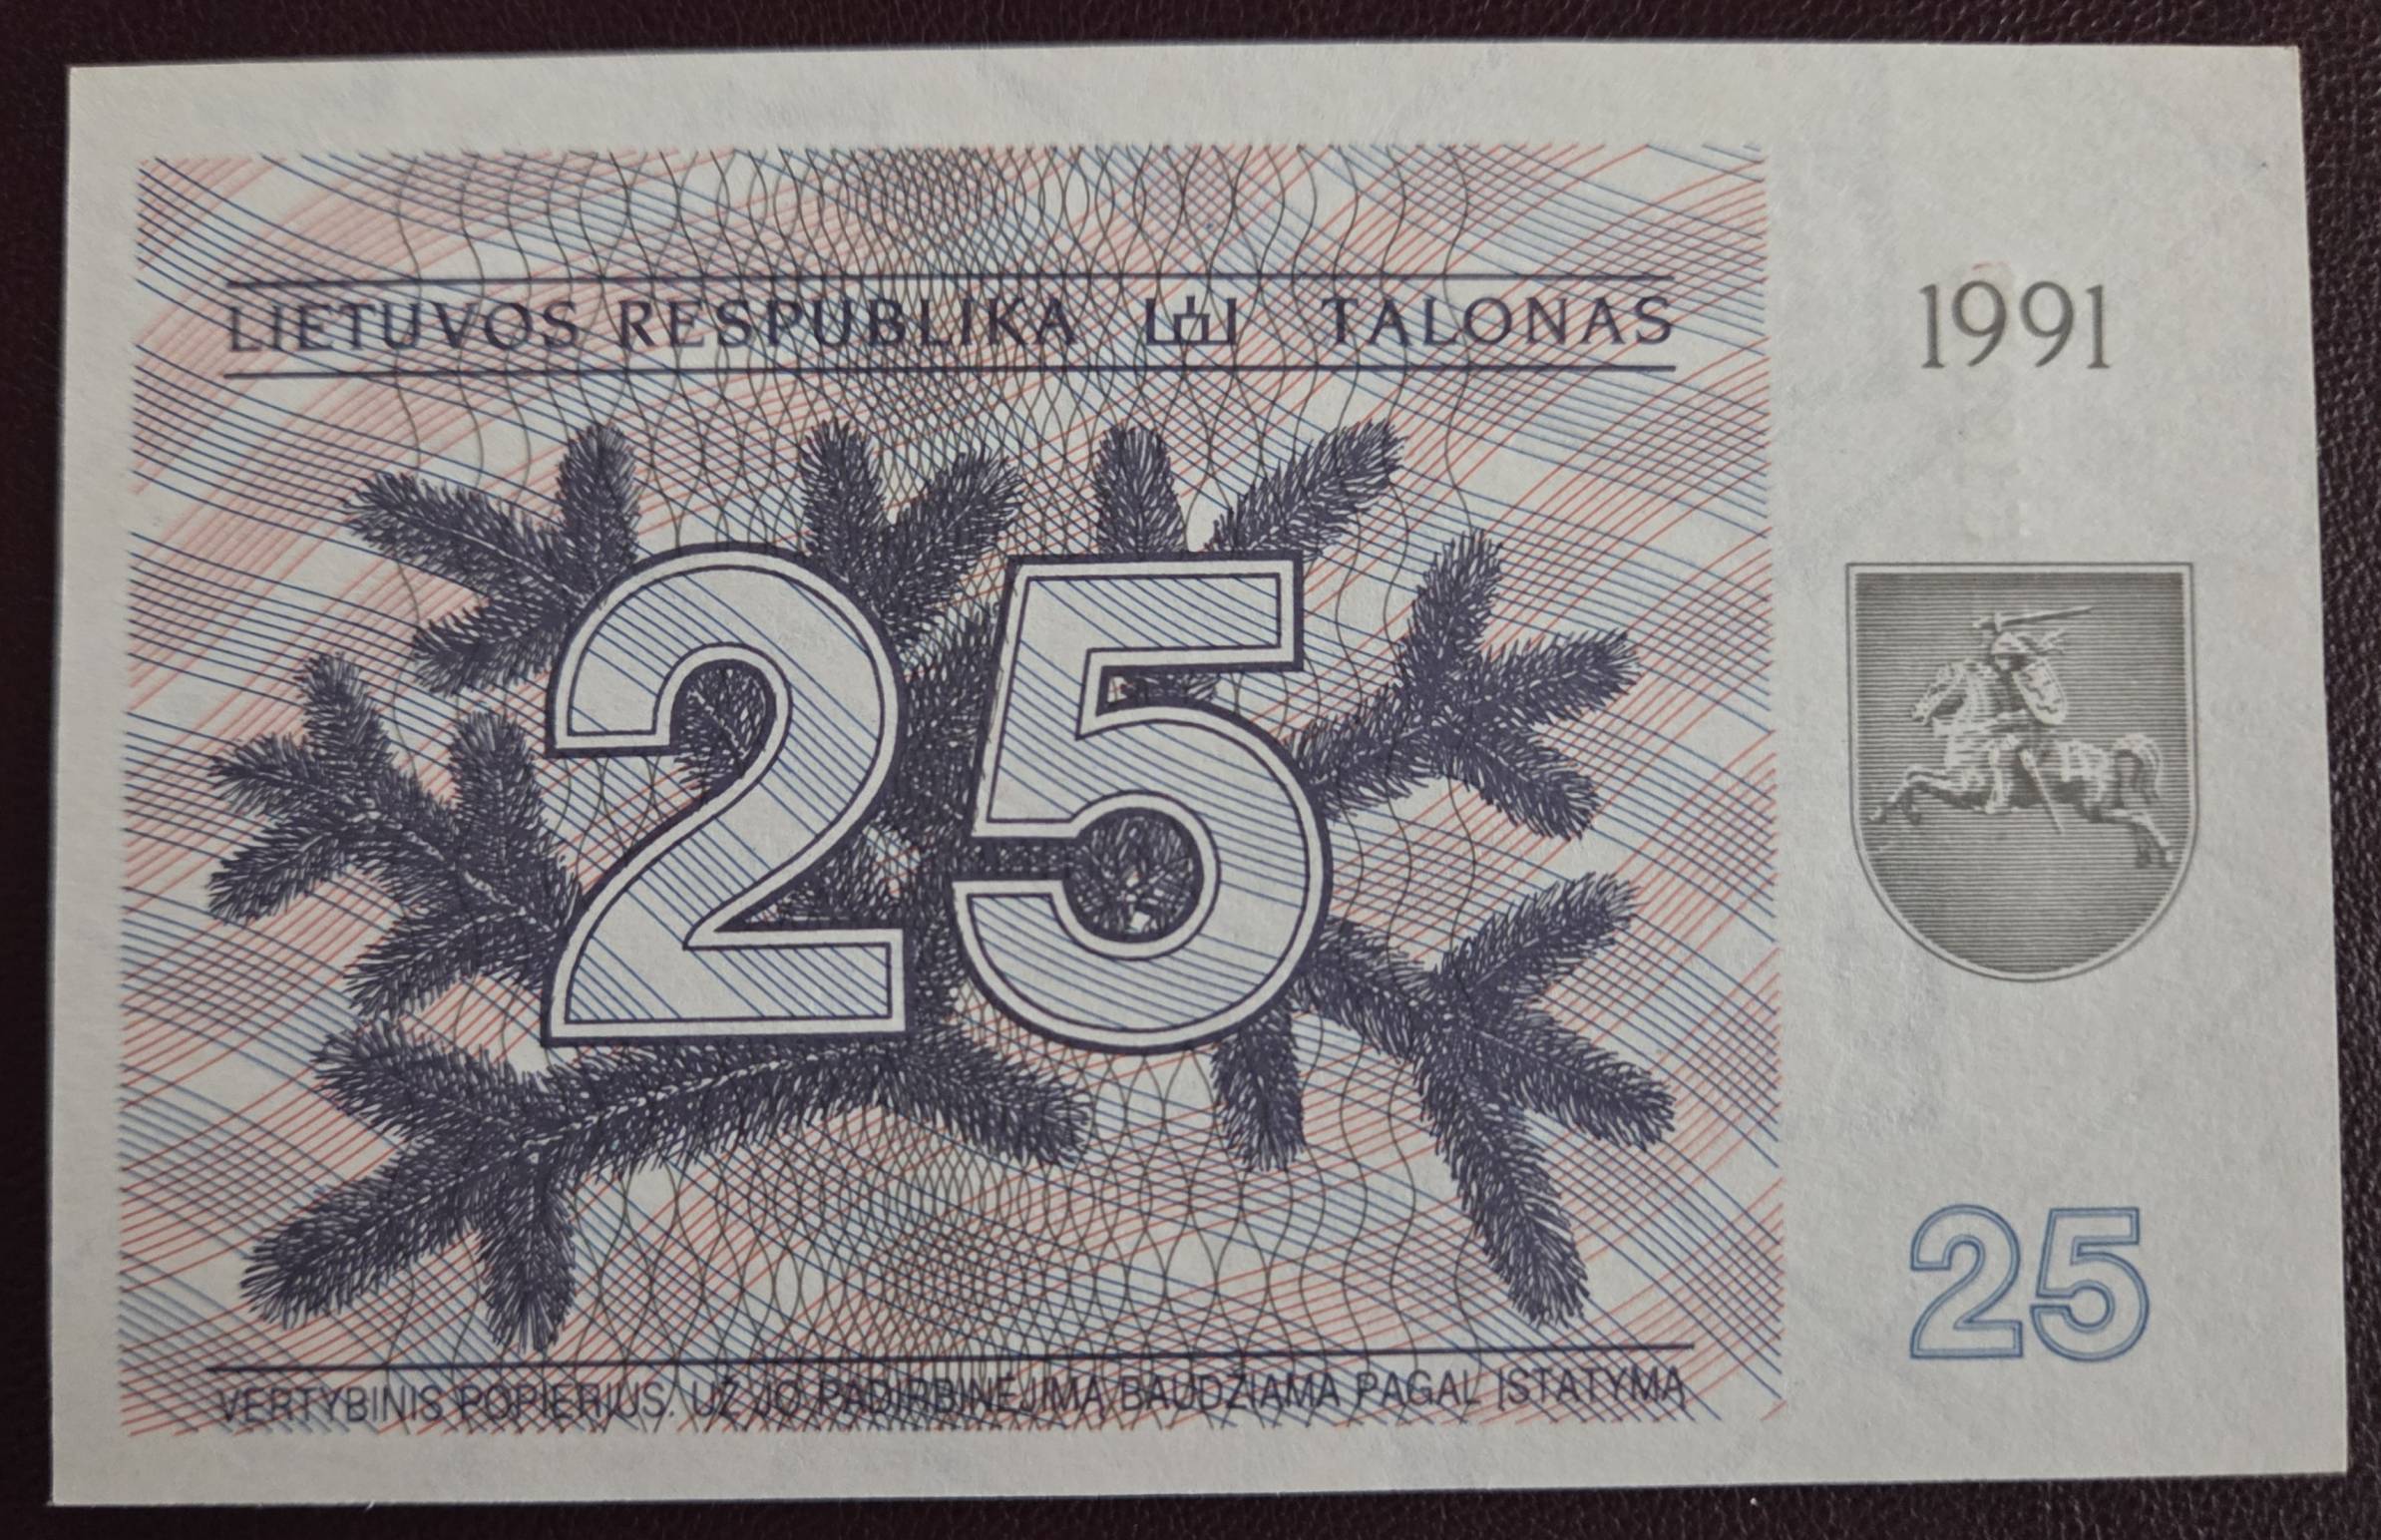 LIETUVOS RESPUBLIKA TALONAS
1991
25
25
VERTYBINIS POPIERIUS. UŽ JO PADIRBINĖJIMĄ BAUDŽIAMA PAGAL ĮSTATYMĄ